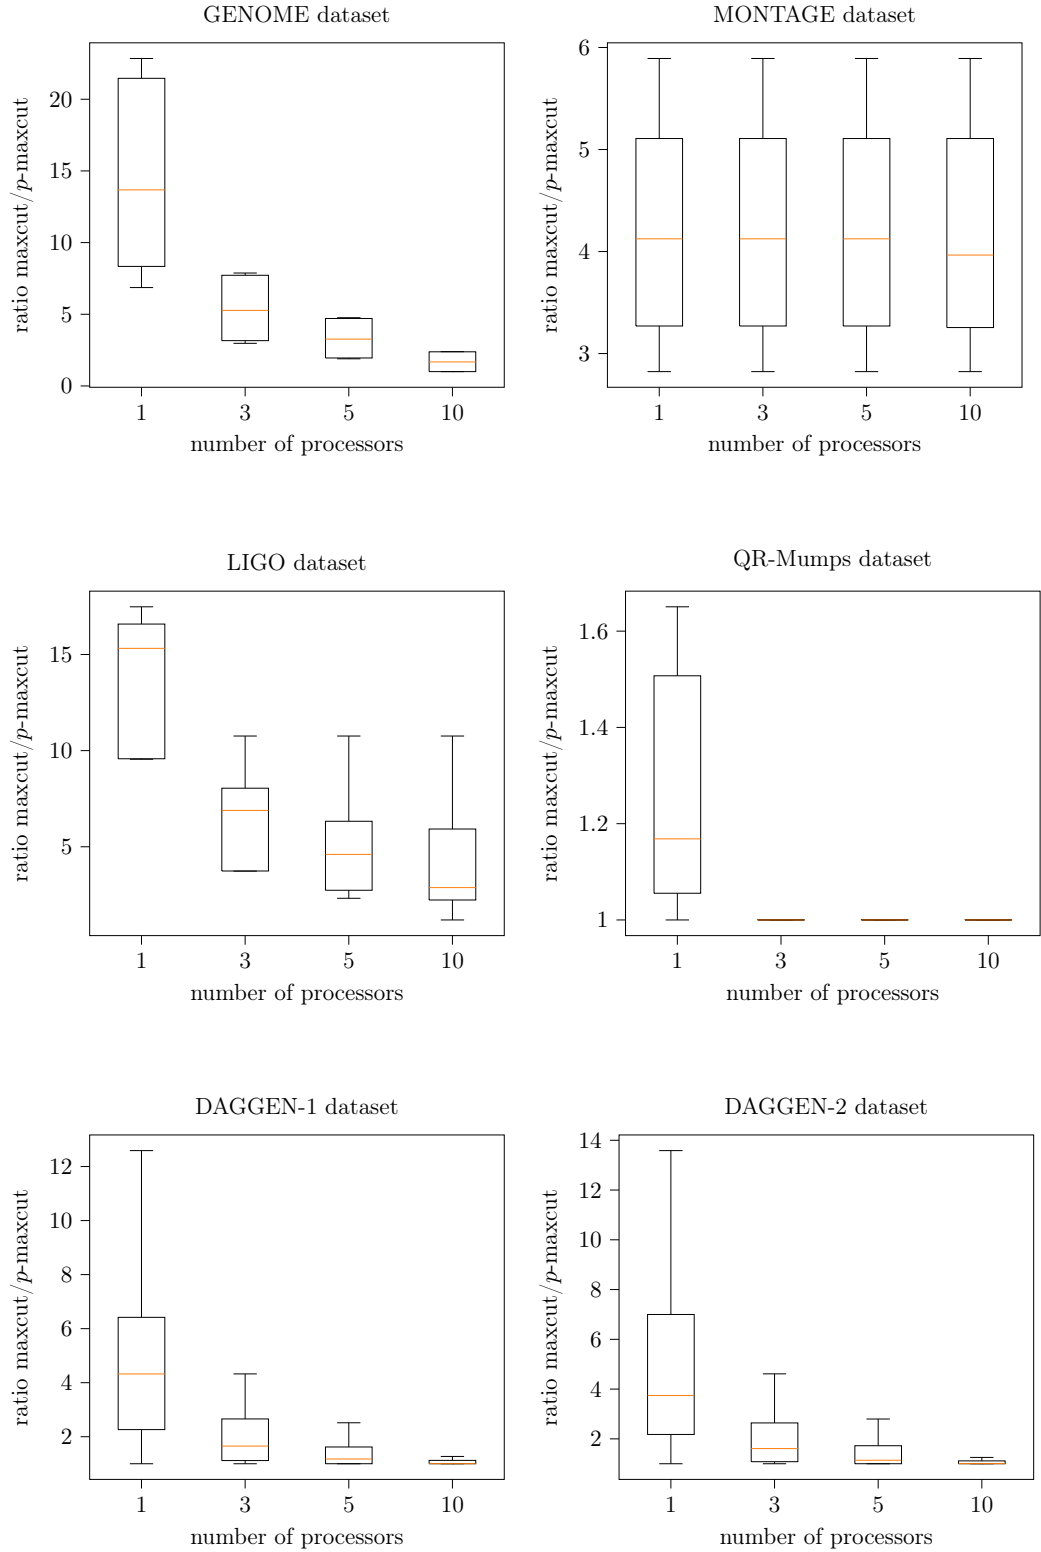 GENOME dataset
ratio maxcut/p-maxcut
20
15
10
5
0
1 3 5 10
number of processors
MONTAGE dataset
ratio maxcut/p-maxcut
6
5
4
3
1 3 5 10
number of processors
LIGO dataset
ratio maxcut/p-maxcut
15
10
5
1 3 5 10
number of processors
QR-Mumps dataset
ratio maxcut/p-maxcut
1.6
1.4
1.2
1
1 3 5 10
number of processors
DAGGEN-1 dataset
ratio maxcut/p-maxcut
12
10
8
6
4
2
1 3 5 10
number of processors
DAGGEN-2 dataset
ratio maxcut/p-maxcut
14
12
10
8
6
4
2
1 3 5 10
number of processors